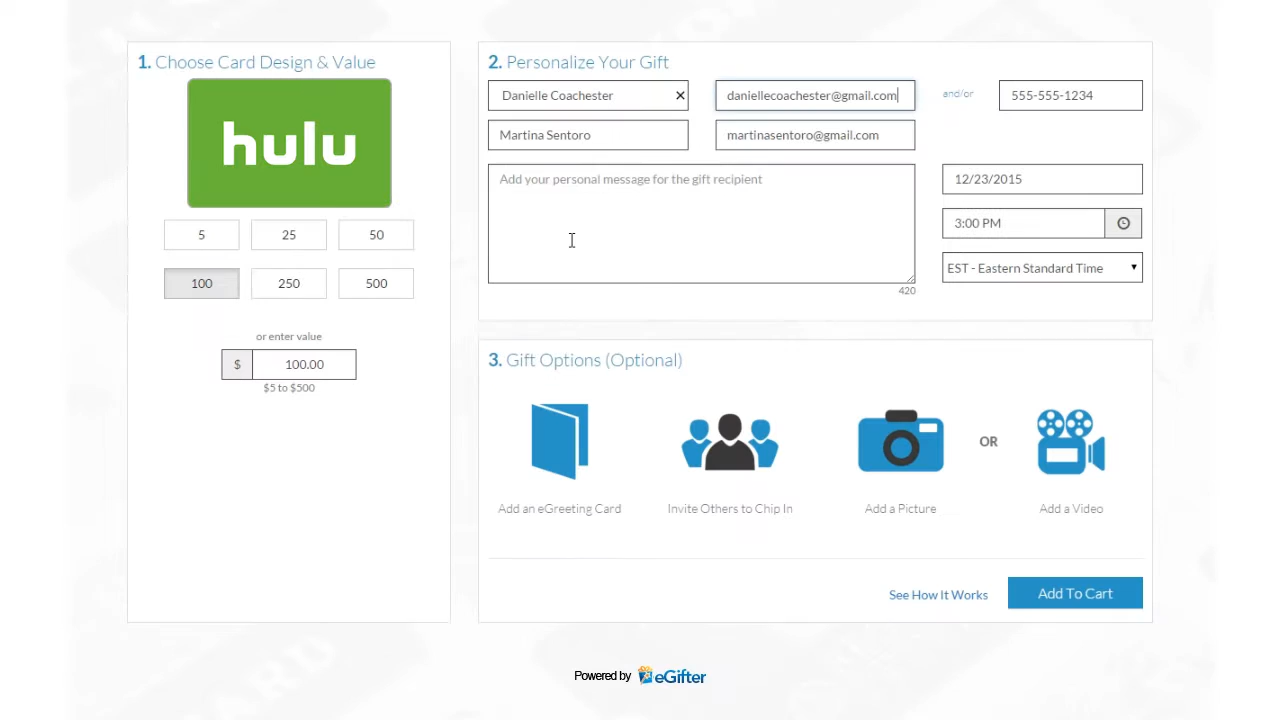 1. Choose Card Design & Value
hulu
5
25
50
100
250
500
or enter value
$
100.00
$5 to $500
2. Personalize Your Gift
Danielle Coachester
×
daniellecoachester@gmail.com
and/or
555-555-1234
Martina Sentoro
martinasentoro@gmail.com
Add your personal message for the gift recipient
420
12/23/2015
3:00 PM
EST - Eastern Standard Time
3. Gift Options (Optional)
OR
Add an eGreeting Card
Invite Others to Chip In
Add a Picture
Add a Video
See How It Works
Add To Cart
Powered by eGifter